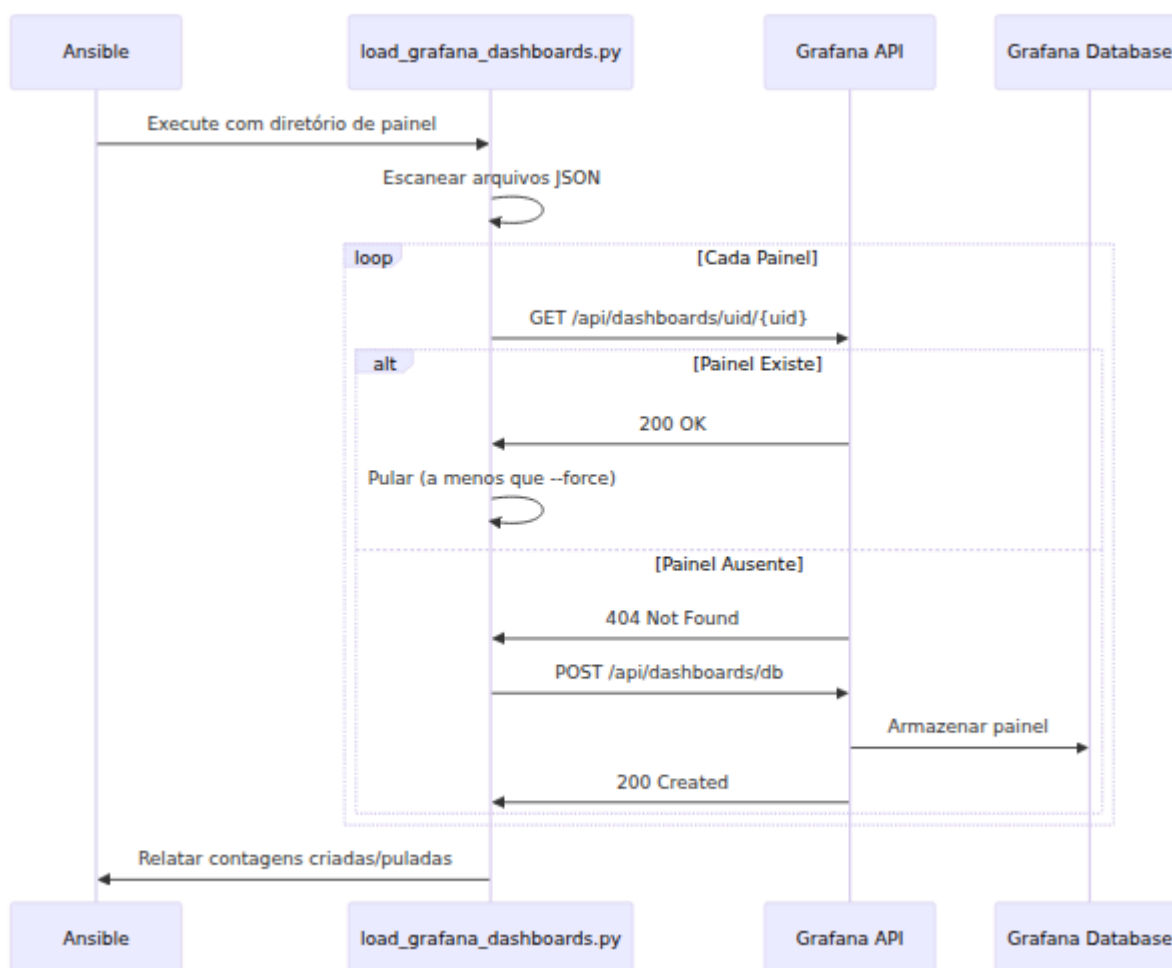 Ansible
load_grafana_dashboards.py
Grafana API
Grafana Database
Execute com diretório de painel
Escanear arquivos JSON
loop
[Cada Painel]
GET /api/dashboards/uid/{uid}
alt
[Painel Existe]
200 OK
Pular (a menos que --force)
[Painel Ausente]
404 Not Found
POST /api/dashboards/db
Armazenar painel
200 Created
Relatar contagens criadas/puladas
Ansible
load_grafana_dashboards.py
Grafana API
Grafana Database